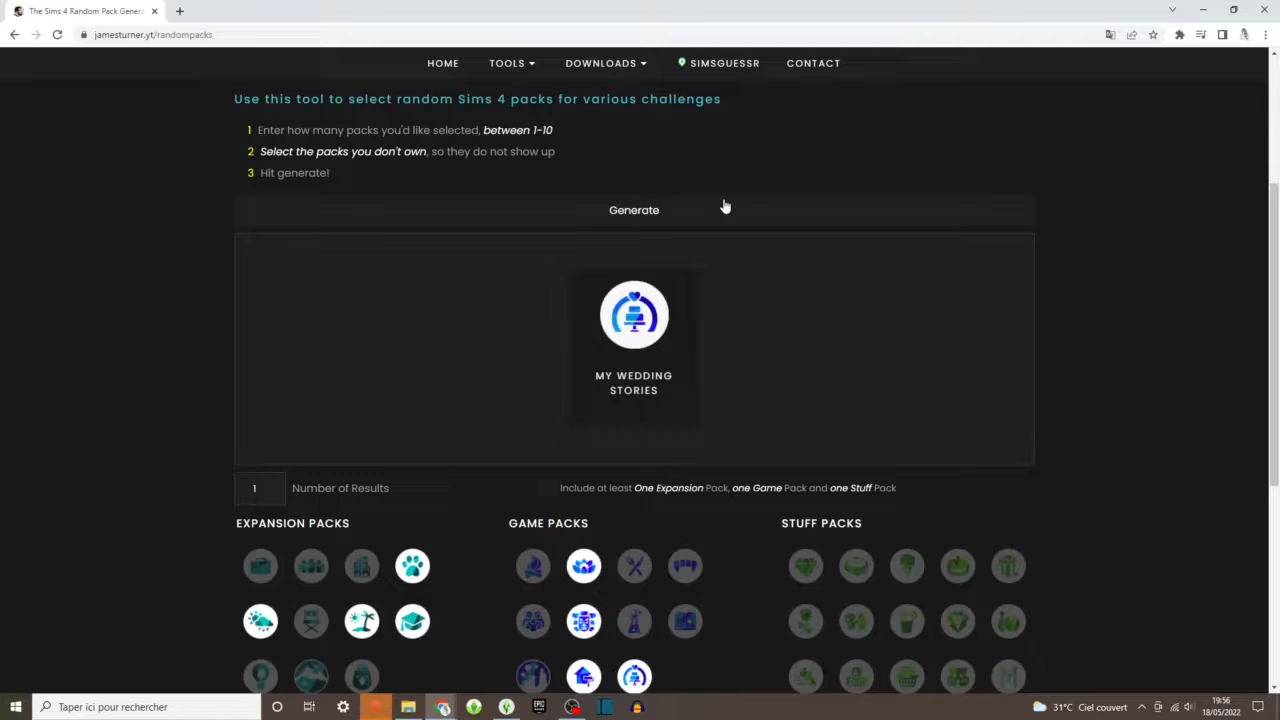 The Sims 4 Random Pack Genera
jamesturner.yt/randompacks
HOME
TOOLS
DOWNLOADS
SIMSGUESSR
CONTACT
Use this tool to select random Sims 4 packs for various challenges
1 Enter how many packs you'd like selected, between 1-10
2 Select the packs you don't own, so they do not show up
3 Hit generate!
Generate
MY WEDDING
STORIES
1
Number of Results
Include at least One Expansion Pack, one Game Pack and one Stuff Pack
EXPANSION PACKS
GAME PACKS
STUFF PACKS
Taper ici pour rechercher
31°C Ciel couvert
19:56
18/05/2022